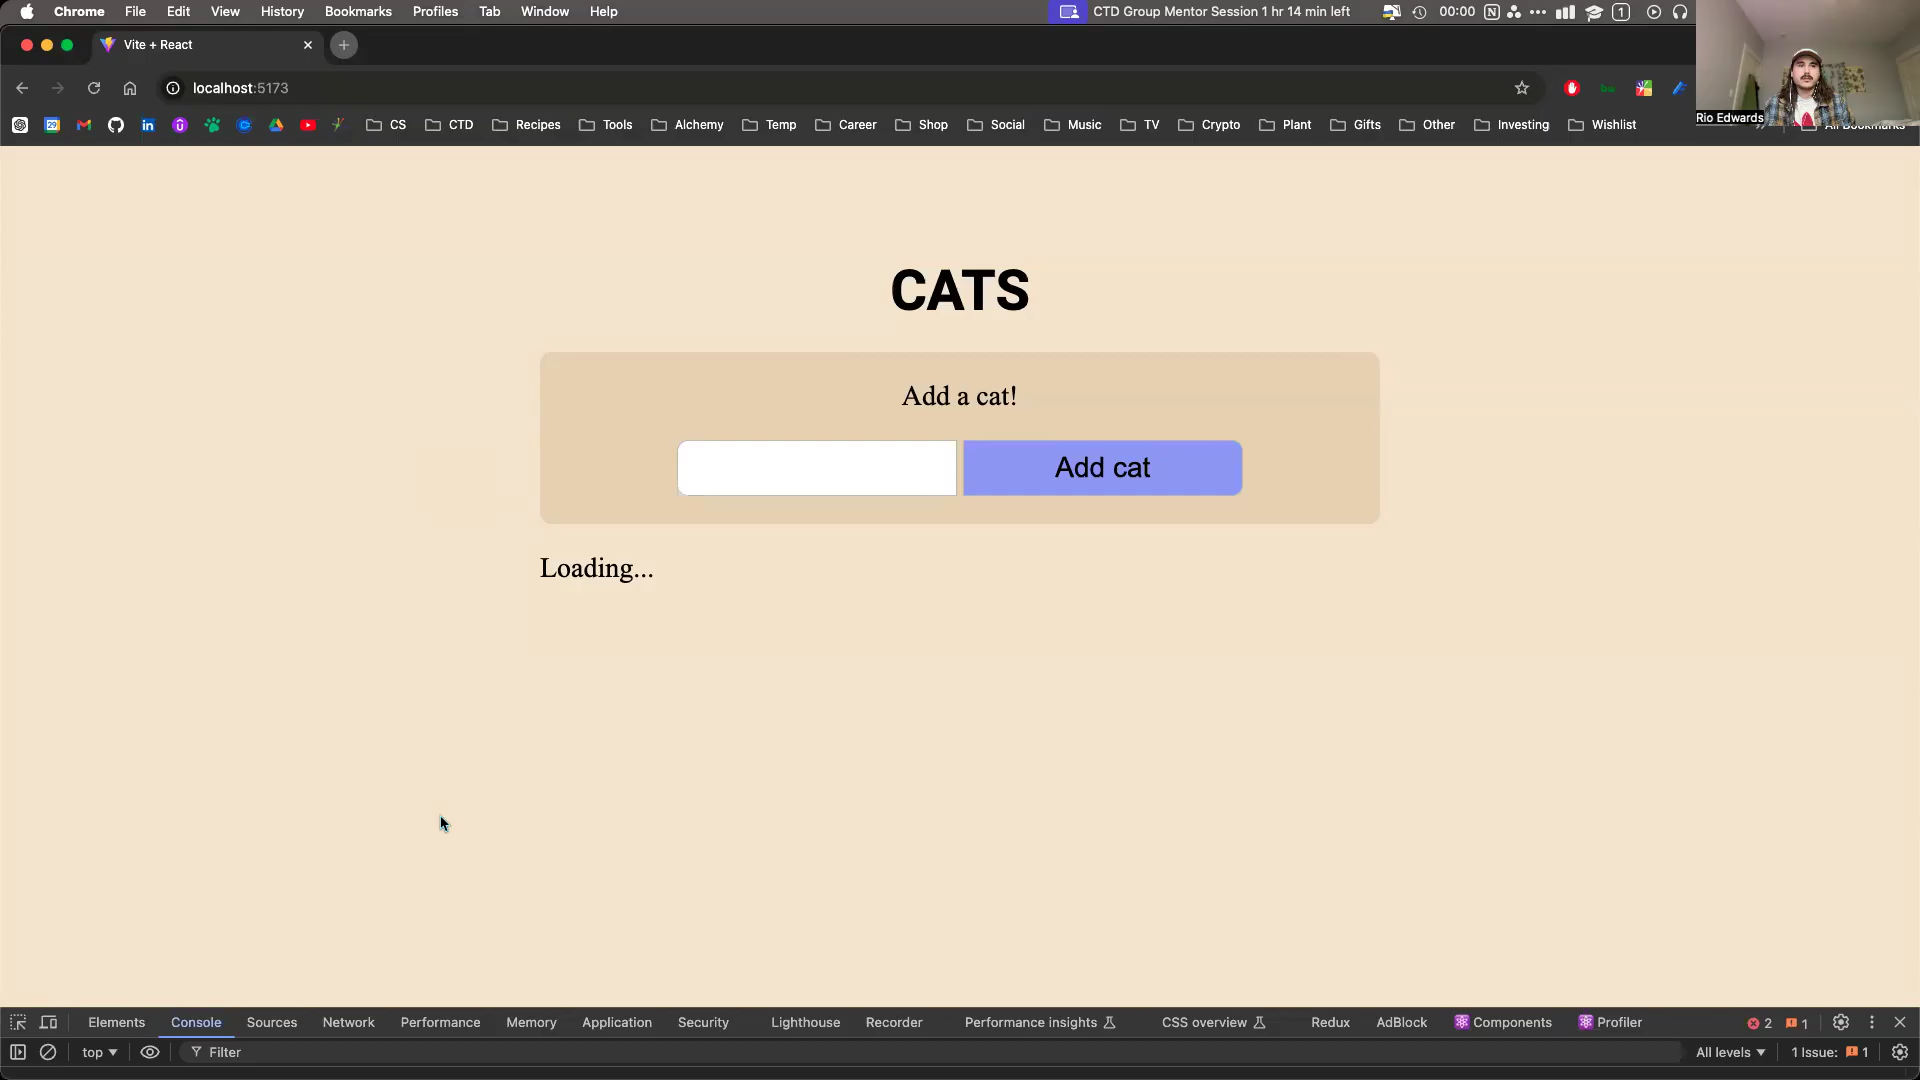 Chrome File Edit View History Bookmarks Profiles Tab Window Help CTD Group Mentor Session 1 hr 14 min left 00:00 1
Vite + React
localhost:5173
CS CTD Recipes Tools Alchemy Temp Career Shop Social Music TV Crypto Plant Gifts Other Investing Wishlist All Bookmarks
Rio Edwards
CATS
Add a cat!
Add cat
Loading...
Elements Console Sources Network Performance Memory Application Security Lighthouse Recorder Performance insights CSS overview Redux AdBlock Components Profiler 2 1
top Filter All levels 1 Issue: 1